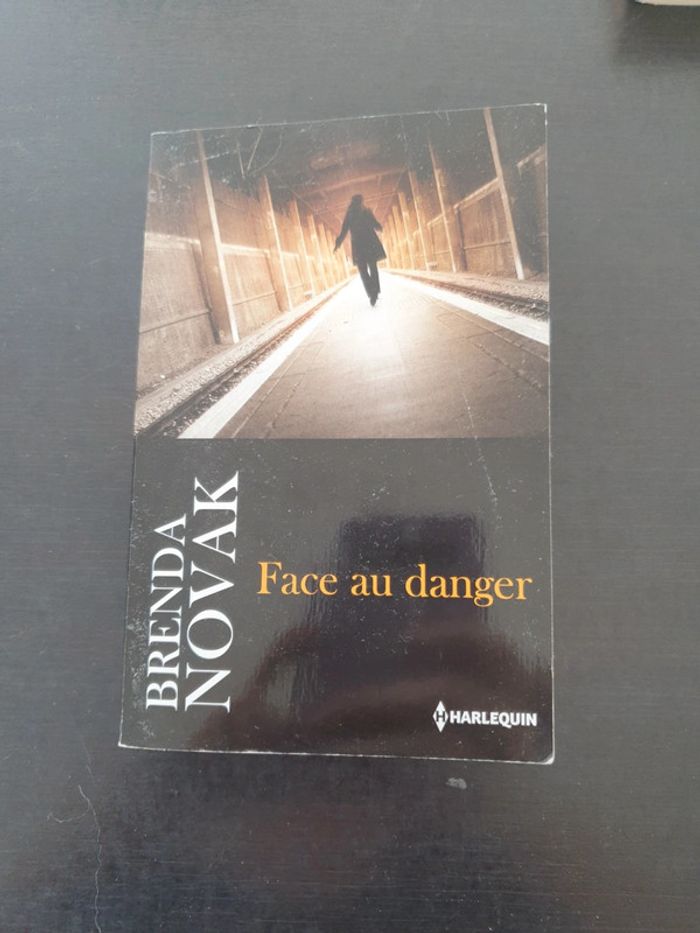 BRENDA
NOVAK
Face au danger
HARLEQUIN